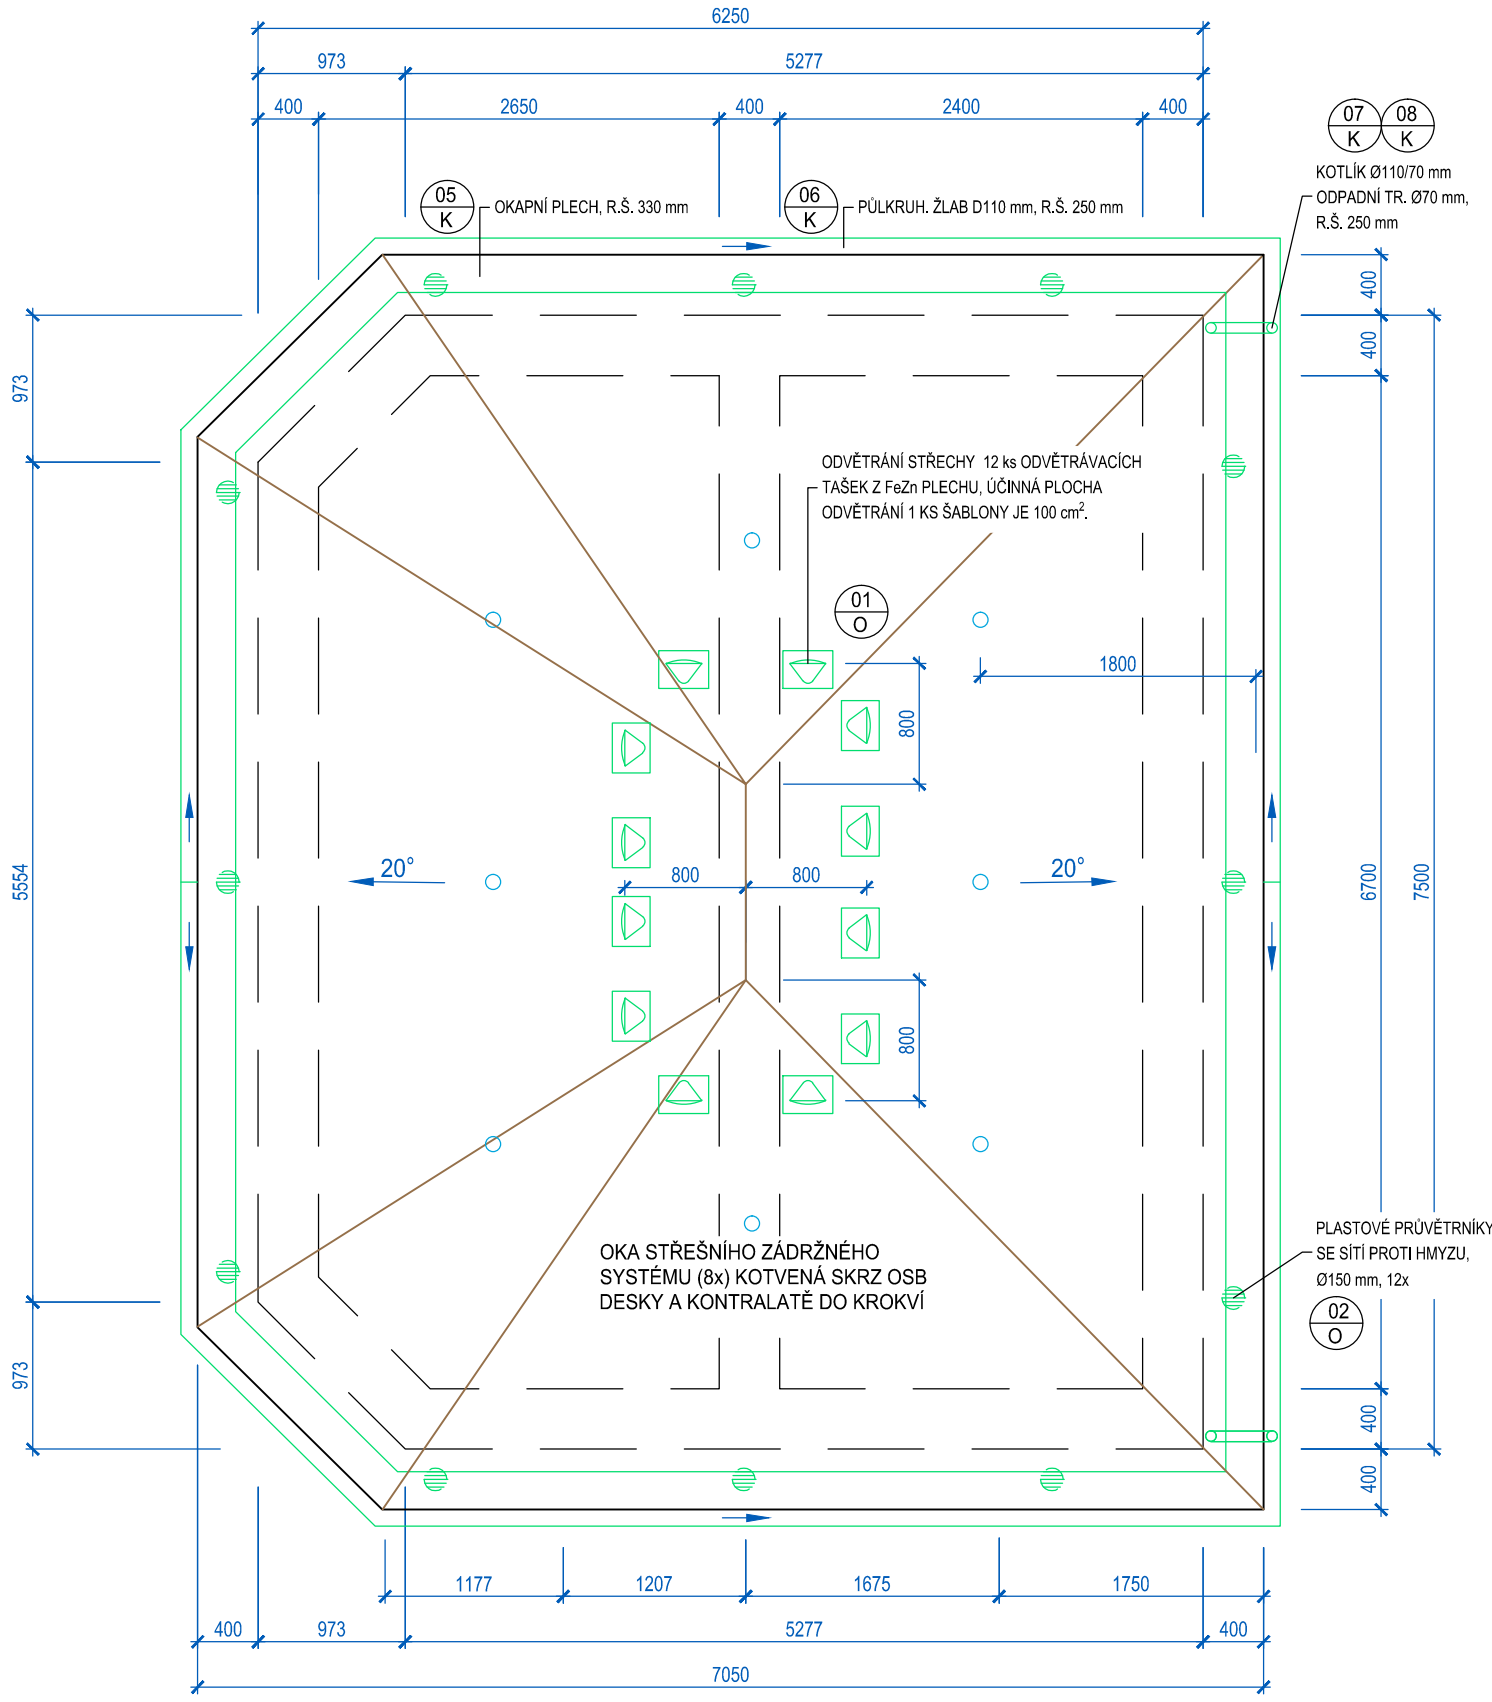 6250
973
5277
400
2650
400
2400
400
07
K
08
K
KOTLÍK Ø110/70 mm
ODPADNÍ TR. Ø70 mm,
R.Š. 250 mm
05
K
OKAPNÍ PLECH, R.Š. 330 mm
06
K
PŮLKRUH. ŽLAB D110 mm, R.Š. 250 mm
400
400
973
ODVĚTRÁNÍ STŘECHY 12 ks ODVĚTRÁVACÍCH
TAŠEK Z FeZn PLECHU, ÚČINNÁ PLOCHA
ODVĚTRÁNÍ 1 KS ŠABLONY JE 100 cm².
01
O
1800
800
20°
800
800
20°
5554
6700
7500
800
OKA STŘEŠNÍHO ZÁDRŽNÉHO
SYSTÉMU (8x) KOTVENÁ SKRZ OSB
DESKY A KONTRALATĚ DO KROKVÍ
PLASTOVÉ PRŮVĚTRNÍKY
SE SÍTÍ PROTI HMYZU,
Ø150 mm, 12x
02
O
973
400
400
1177
1207
1675
1750
400
973
5277
400
7050